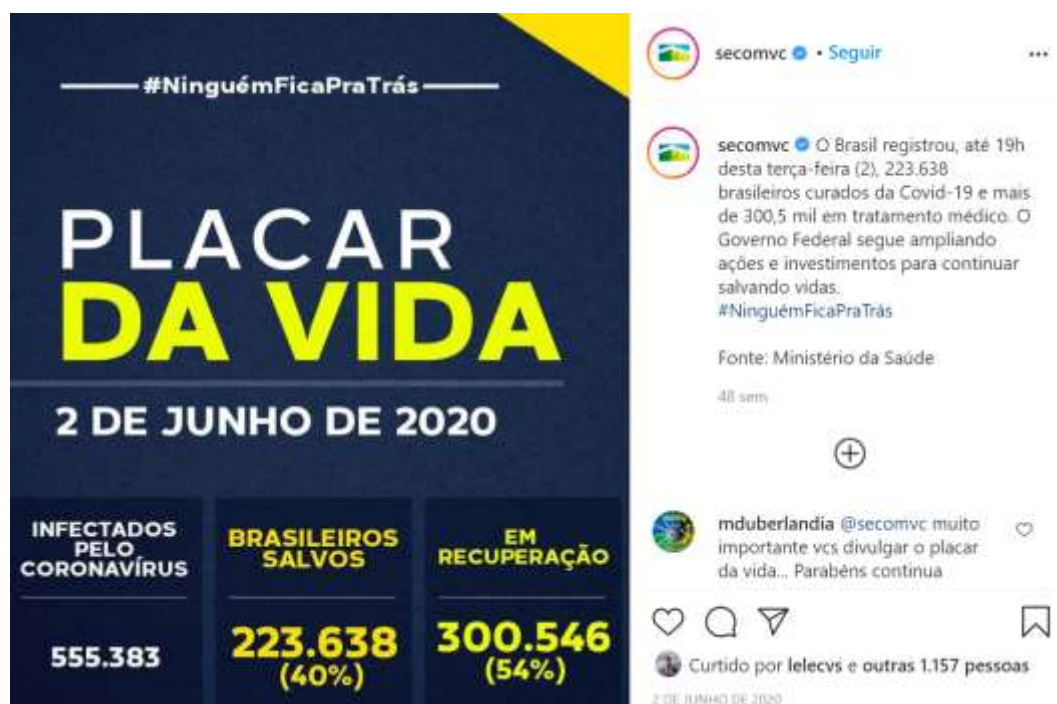 #NinguémFicaPraTrás
PLACAR
DA VIDA
2 DE JUNHO DE 2020
INFECTADOS
PELO
CORONAVÍRUS
555.383
BRASILEIROS
SALVOS
223.638
(40%)
EM
RECUPERAÇÃO
300.546
(54%)
secomvc • Seguir
secomvc O Brasil registrou, até 19h
desta terça-feira (2), 223.638
brasileiros curados da Covid-19 e mais
de 300,5 mil em tratamento médico. O
Governo Federal segue ampliando
ações e investimentos para continuar
salvando vidas.
#NinguémFicaPraTrás
Fonte: Ministério da Saúde
48 sem
mduberlandia @secomvc muito
importante vcs divulgar o placar
da vida... Parabéns continua
Curtido por lelecvs e outras 1.157 pessoas
2 DE JUNHO DE 2020